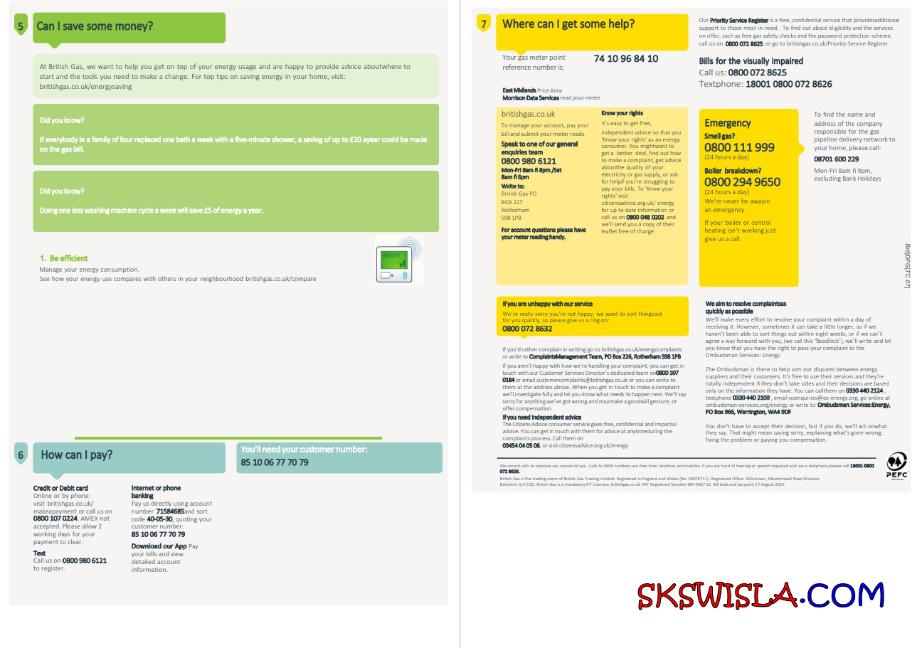 5
Can I save some money?
At British Gas, we want to help you get on top of your energy usage and are happy to provide advice aboutwhere to
start and the tools you need to make a change. For top tips on saving energy in your home, visit:
britishgas.co.uk/energysaving
Did you know?
If everybody in a family of four replaced one bath a week with a five-minute shower, a saving of up to £20 ayear could be made
on the gas bill.
Did you know?
Doing one less washing machine cycle a week will save £5 of energy a year.
1. Be efficient
Manage your energy consumption.
See how your energy use compares with others in your neighbourhood britishgas.co.uk/compare
6
How can I pay?
You'll need your customer number:
85 10 06 77 70 79
Credit or Debit card
Online or by phone:
visit britishgas.co.uk/
makepayment or call us on
0800 107 0224. AMEX not
accepted. Please allow 2
working days for your
payment to clear.
Text
Call us on 0800 980 6121
to register.
Internet or phone
banking
Pay us directly using account
number 71584685and sort
code 40-05-30, quoting your
customer number:
85 10 06 77 70 79
Download our App Pay
your bills and view
detailed account
information.
7
Where can I get some help?
Your gas meter point
reference number is:
74 10 96 84 10
East Midlands Price Area
Morrison Data Services read your meter
Our Priority Service Register is a free, confidential service that providesadditional
support to those most in need. To find out about eligibility and the services
on offer, such as free gas safety checks and the password protection scheme,
call us on 0800 072 8625 or go to britishgas.co.uk/Priority-Service-Register
Bills for the visually impaired
Call us: 0800 072 8625
Textphone: 18001 0800 072 8626
britishgas.co.uk
To manage your account, pay your
bill and submit your meter reads.
Speak to one of our general
enquiries team
0800 980 6121
Mon-Fri 8am ñ 8pm /Sat
8am ñ 6pm
Write to:
British Gas PO
BOX 227
Rotherham
S98 1PB
For account questions please have
your meter reading handy.
Know your rights
It's easy to get free,
independent advice so that you
know your rights as an energy
consumer. You mightwant to
get a better deal, find out how
to make a complaint, get advice
aboutthe quality of your
electricity or gas supply, or ask
for helpif you're struggling to
pay your bills. To 'Know your
rights' visit
citizensadvice.org.uk/ energy
for up to date information or
call us on 0800 048 0202 and
we'll send you a copy of their
leaflet free of charge.
Emergency
Smell gas?
0800 111 999
(24 hours a day)
Boiler breakdown?
0800 294 9650
(24 hours a day)
We're never far awayin
an emergency.
If your boiler or central
heating isn't working just
give us a call.
To find the name and
address of the company
responsible for the gas
pipeline delivery network to
your home, please call:
08701 600 229
Mon-Fri 8am ñ 9pm,
excluding Bank Holidays
If you are unhappy with our service
We're really sorry you're not happy, we want to sort thingsout
for you quickly, so please give us a ring on:
0800 072 8632
If you'd rather complain in writing go to britishgas.co.uk/energycomplaints
or write to ComplaintsManagement Team, PO Box 226, Rotherham S98 1PB
If you aren't happy with how we're handling your complaint, you can get in
touch with our Customer Services Director's dedicated team on0800 107
0184 or email customercomplaints@britishgas.co.uk or you can write to
them at the address above. When you get in touch to make a complaint
we'll investigate fully and let you know what needs to happen next. We'll say
sorry for anything we've got wrong and maymake a goodwill gesture, or
offer compensation.
If you need independent advice
The Citizens Advice consumer service gives free, confidential and impartial
advice. You can get in touch with them for advice at anytimeduring the
complaints process. Call them on
03454 04 05 06, or visit citizensadvice.org.uk/energy
We aim to resolve complaintsas
quickly as possible
We'll make every effort to resolve your complaint within a day of
receiving it. However, sometimes it can take a little longer, so if we
haven't been able to sort things out within eight weeks, or if we can't
agree a way forward with you, (we call this 'deadlock'), we'll write and let
you know that you have the right to pass your complaint to the
Ombudsman Services: Energy.
The Ombudsman is there to help sort out disputes between energy
suppliers and their customers. It's free to use their services and they're
totally independent ñ they don't take sides and their decisions are based
only on the information they have. You can call them on 0330 440 2124 ,
textphone 0330 440 2100 , email osenquiries@os-energy.org, go online at
ombudsman-services.org/energy or write to Ombudsman Services:Energy,
PO Box 966, Warrington, WA4 9DF
You don't have to accept their decision, but if you do, we'll act onwhat
they say. That might mean saying sorry, explaining what's gone wrong,
fixing the problem or paying you compensation.
PEFC
SKSWISLA.COM